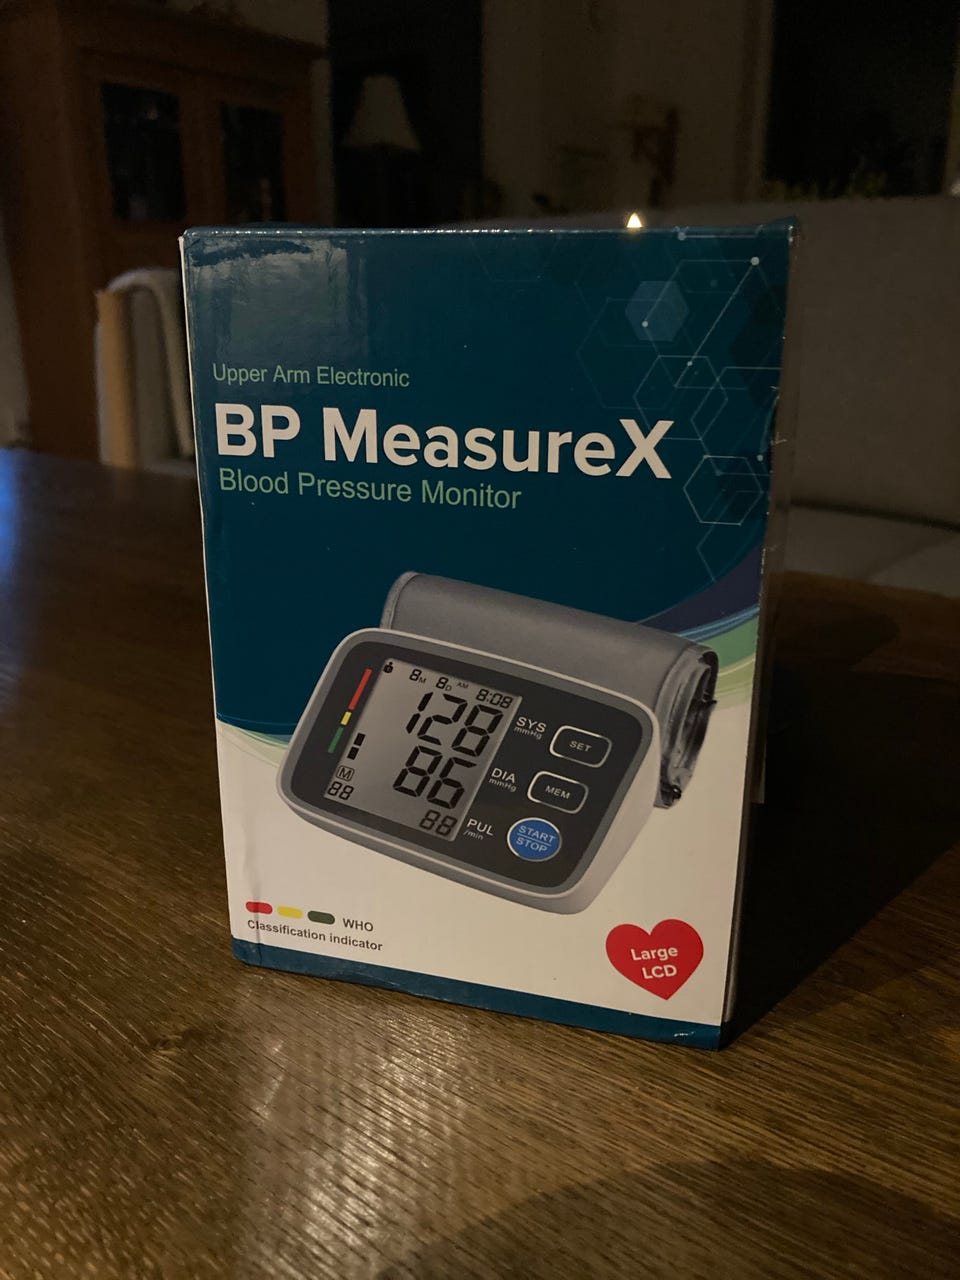 Upper Arm Electronic
BP MeasureX
Blood Pressure Monitor
8M 8D AM 8:08
128 SYS mmHg
SET
86 DIA mmHg
MEM
M
88
88 PUL /min
START
STOP
WHO
Classification indicator
Large
LCD